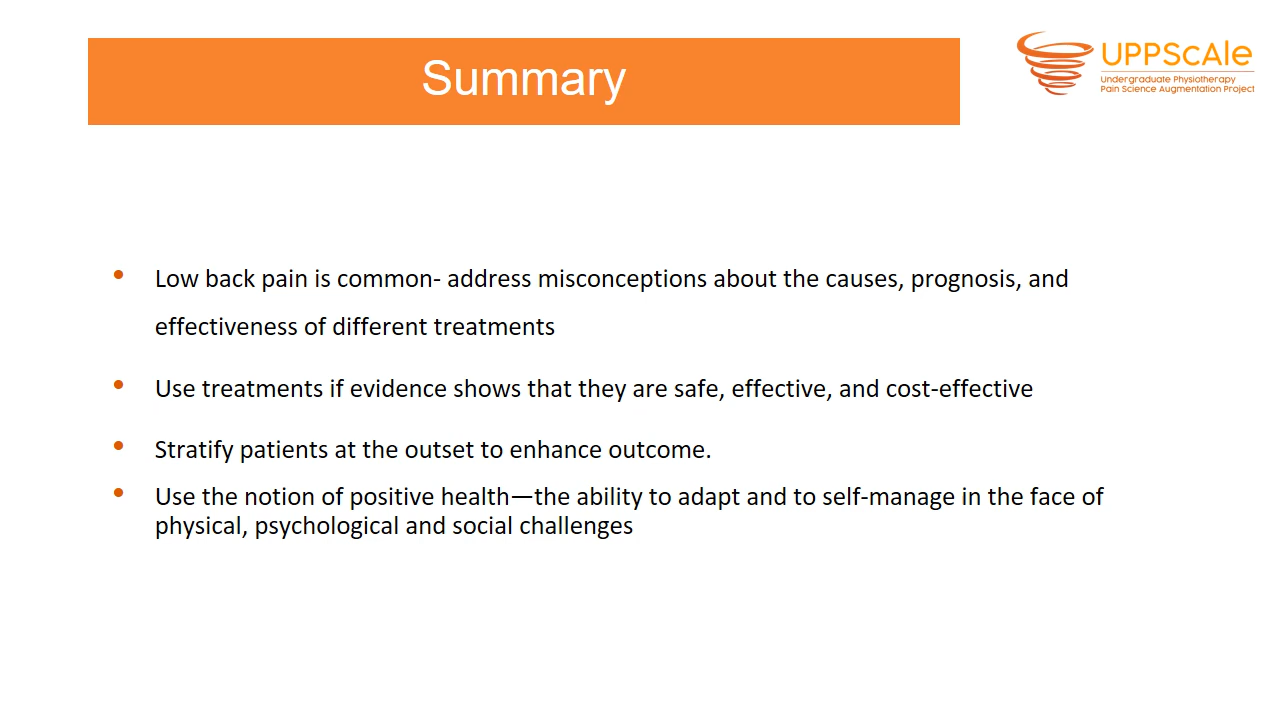 Summary
UPPScAle
Undergraduate Physiotherapy
Pain Science Augmentation Project
• Low back pain is common- address misconceptions about the causes, prognosis, and
effectiveness of different treatments
• Use treatments if evidence shows that they are safe, effective, and cost-effective
• Stratify patients at the outset to enhance outcome.
• Use the notion of positive health—the ability to adapt and to self-manage in the face of
physical, psychological and social challenges